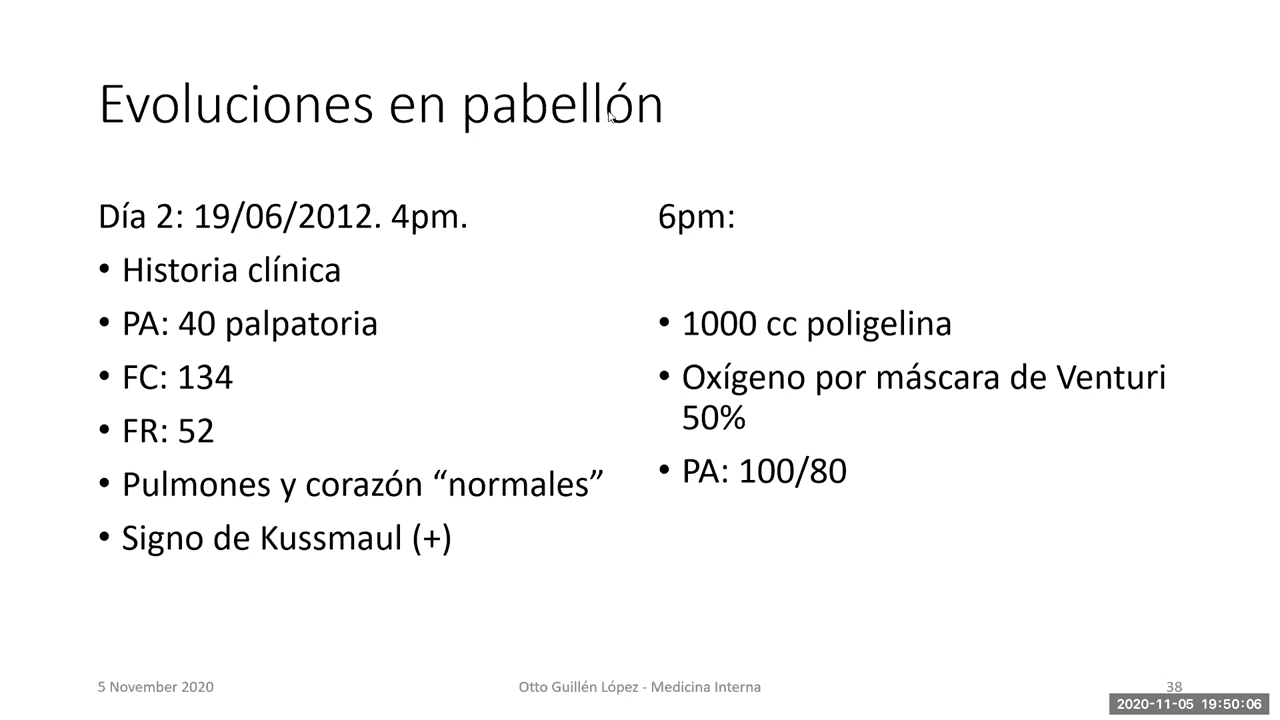 Evoluciones en pabellón
Día 2: 19/06/2012. 4pm.
• Historia clínica
• PA: 40 palpatoria
• FC: 134
• FR: 52
• Pulmones y corazón “normales”
• Signo de Kussmaul (+)
6pm:
• 1000 cc poligelina
• Oxígeno por máscara de Venturi
50%
• PA: 100/80
5 November 2020
Otto Guillén López - Medicina Interna
38
2020-11-05 19:50:06